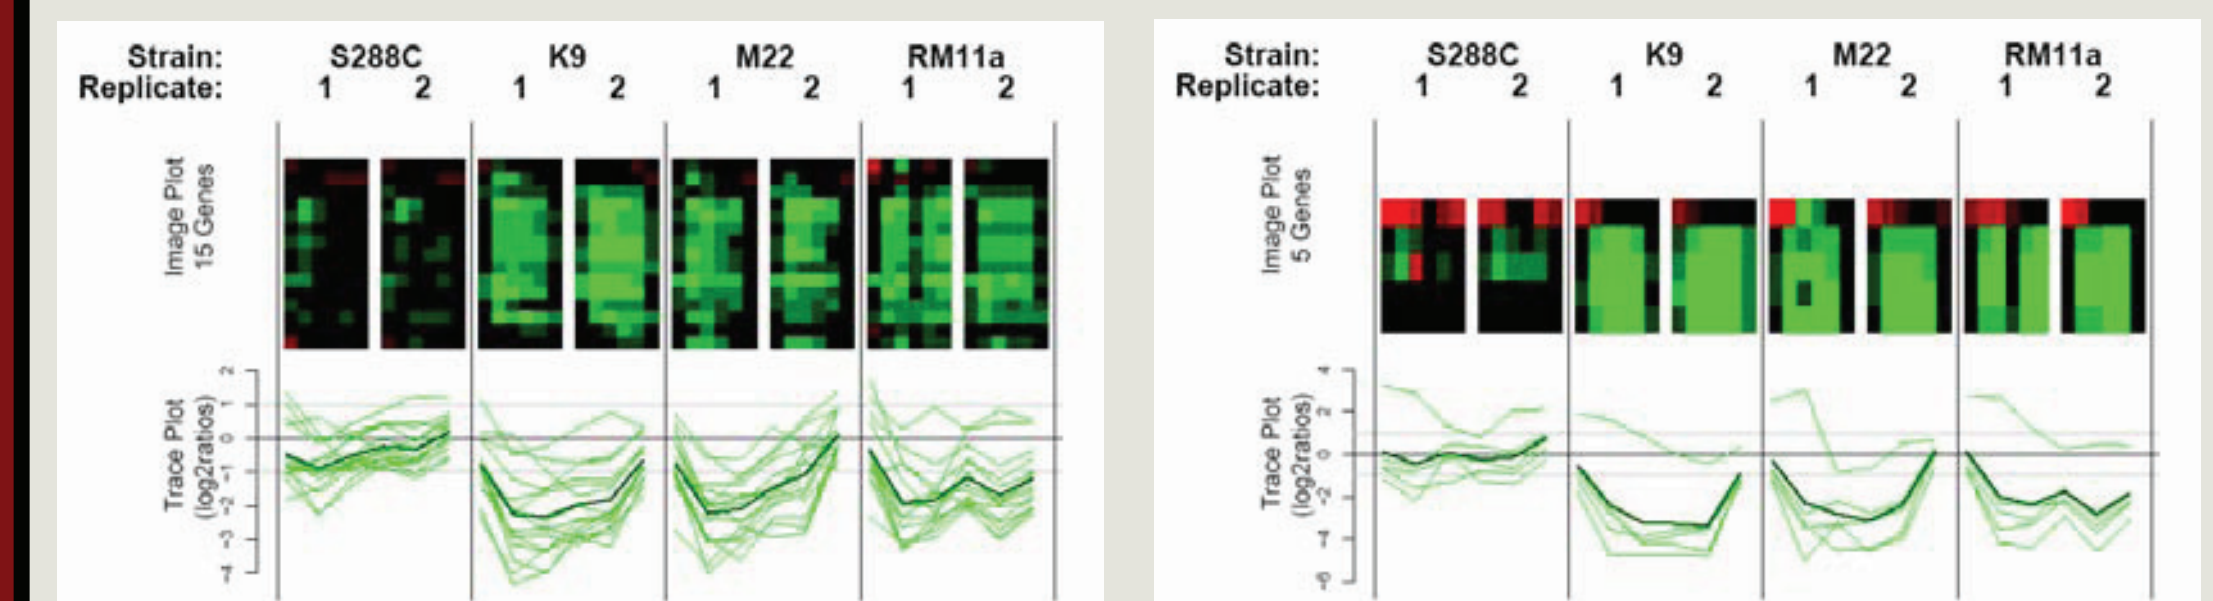 Strain: S288C K9 M22 RM11a
Replicate: 1 2 1 2 1 2 1 2
Image Plot
15 Genes
Trace Plot
(log2ratios)
2
1
0
-1
-2
-3
-4
Strain: S288C K9 M22 RM11a
Replicate: 1 2 1 2 1 2 1 2
Image Plot
5 Genes
Trace Plot
(log2ratios)
4
2
0
-2
-4
-6